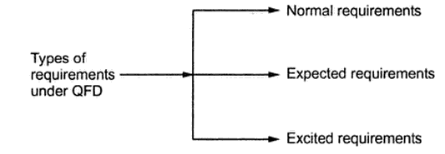 Normal requirements
Types of
requirements
under QFD
Expected requirements
Excited requirements